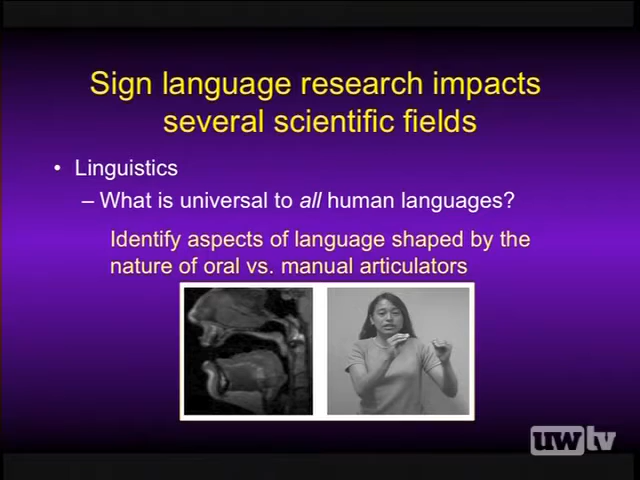 Sign language research impacts
several scientific fields
• Linguistics
– What is universal to all human languages?
Identify aspects of language shaped by the
nature of oral vs. manual articulators
uwtv